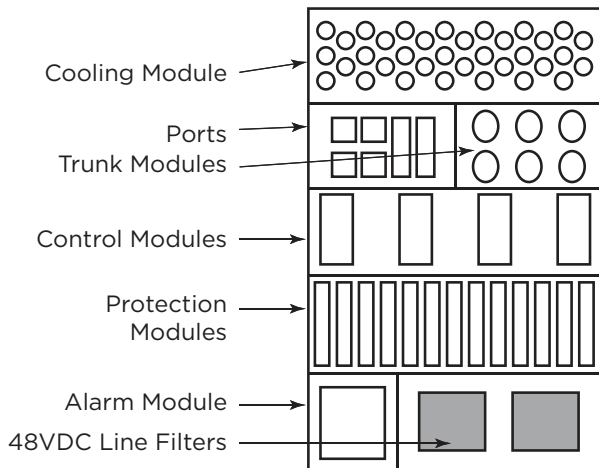 Cooling Module
Ports
Trunk Modules
Control Modules
Protection
Modules
Alarm Module
48VDC Line Filters